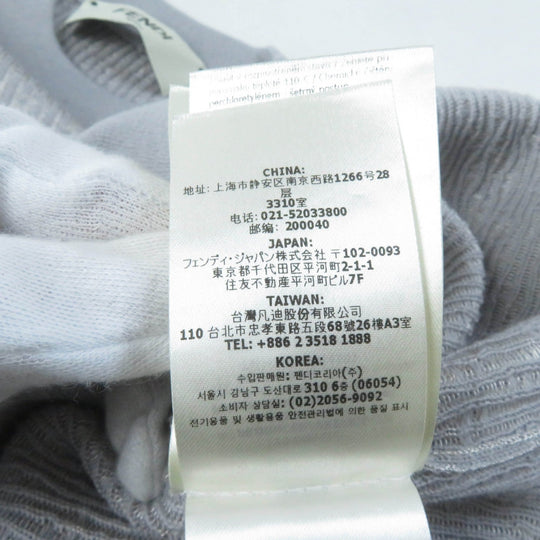 FENDI
perchloretylenem
CHINA:
地址: 上海市静安区南京西路1266号28
层
3310室
电话: 021-52033800
邮编: 200040
JAPAN:
フェンディ・ジャパン株式会社 〒102-0093
東京都千代田区平河町2-1-1
住友不動産平河町ビル7F
TAIWAN:
台灣凡迪股份有限公司
110 台北市忠孝東路五段68號26樓A3
TEL: +886 2 3518 1888
KOREA:
수입판매원: 펜디코리아(주)
서울시 강남구 도산대로 310 6층 (06054)
소비자 상담실: (02)2056-9092
전기용품 및 생활용품 안전관리법에 의한 품질 표시